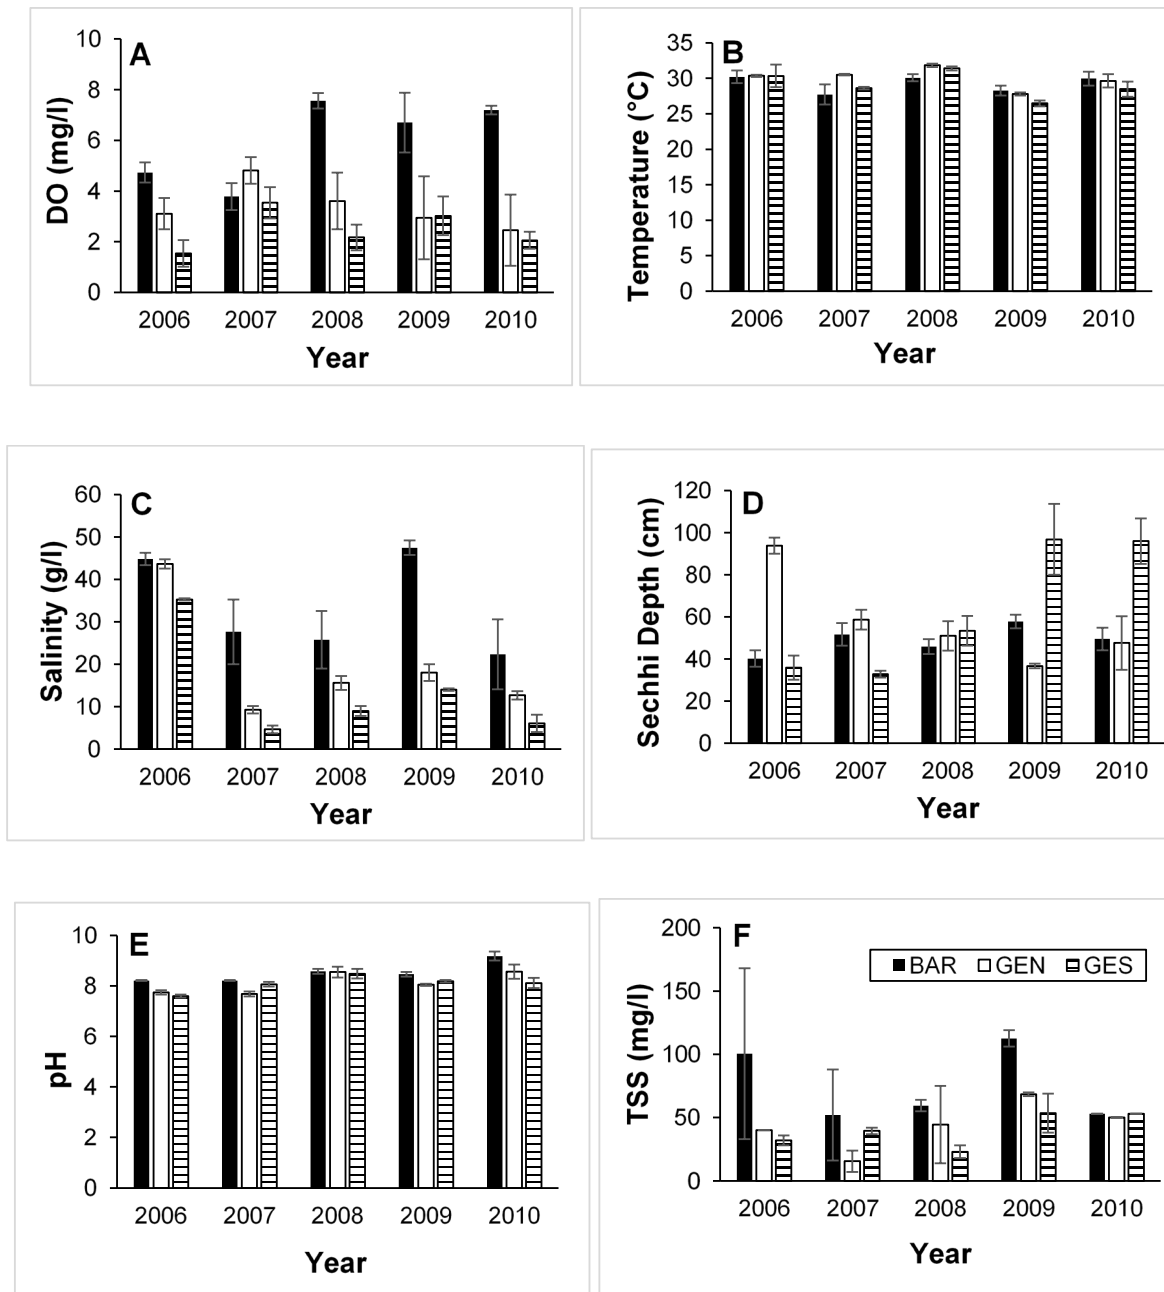 A
DO (mg/l)
10
8
6
4
2
0
2006 2007 2008 2009 2010
Year
B
Temperature (°C)
35
30
25
20
15
10
5
0
2006 2007 2008 2009 2010
Year
C
Salinity (g/l)
60
50
40
30
20
10
0
2006 2007 2008 2009 2010
Year
D
Sechhi Depth (cm)
120
100
80
60
40
20
0
2006 2007 2008 2009 2010
Year
E
pH
10
8
6
4
2
0
2006 2007 2008 2009 2010
Year
F
BAR GEN GES
TSS (mg/l)
200
150
100
50
0
2006 2007 2008 2009 2010
Year